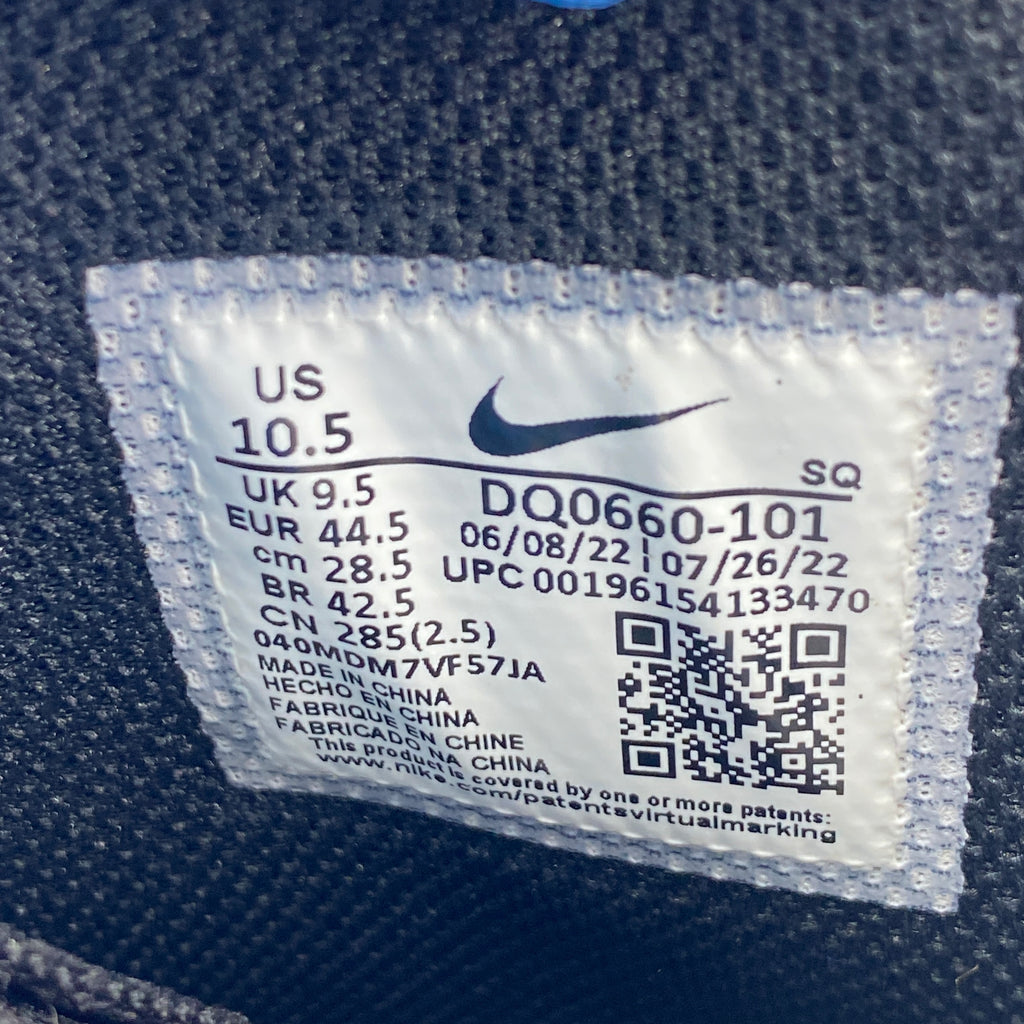 US
10.5
SQ
UK 9.5
EUR 44.5
cm 28.5
BR 42.5
CN 285(2.5)
DQ0660-101
06/08/22 | 07/26/22
UPC 00196154133470
040MDM7VF57JA
MADE IN CHINA
HECHO EN CHINA
FABRIQUE EN CHINE
FABRICADO NA CHINA
This product is covered by one or more patents:
www.nike.com/patentsvirtualmarking